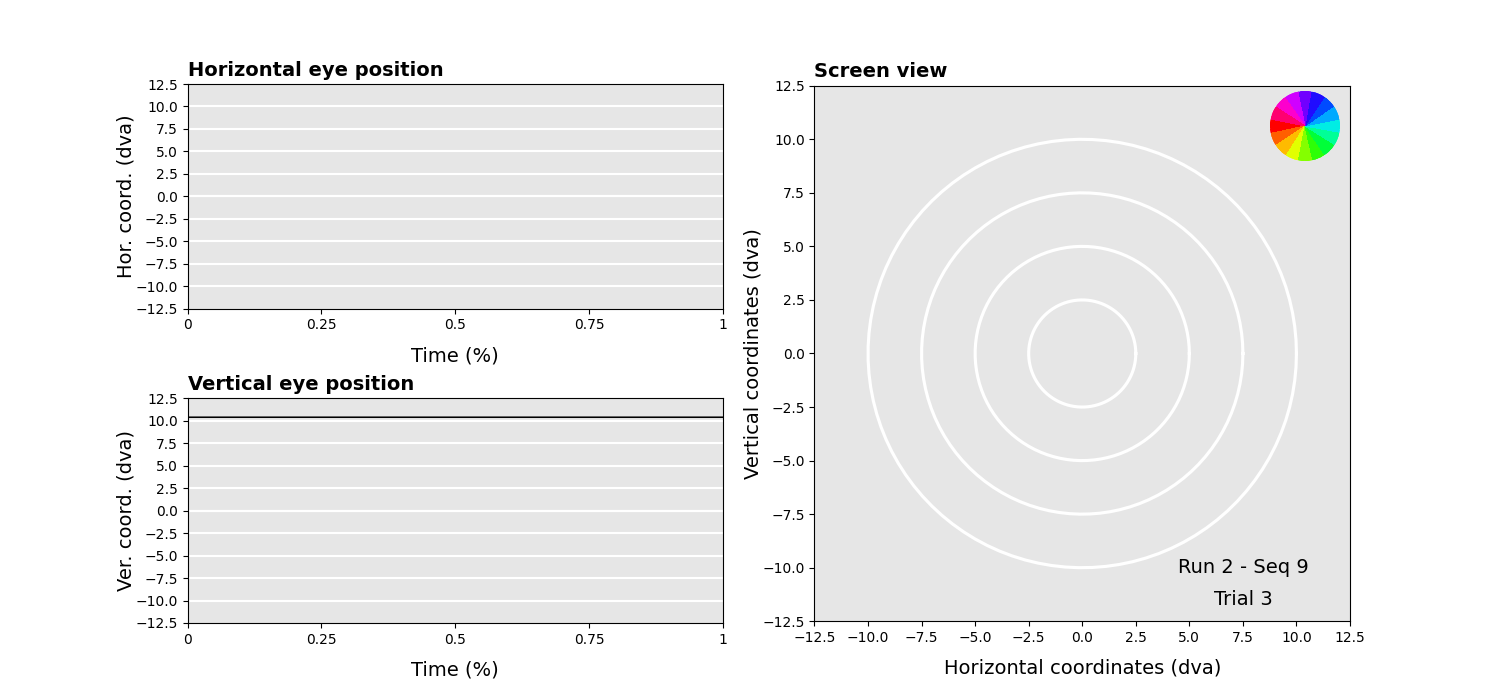 Horizontal eye position
Hor. coord. (dva)
12.5
10.0
7.5
5.0
2.5
0.0
−2.5
−5.0
−7.5
−10.0
−12.5
0 0.25 0.5 0.75 1
Time (%)
Vertical eye position
Ver. coord. (dva)
12.5
10.0
7.5
5.0
2.5
0.0
−2.5
−5.0
−7.5
−10.0
−12.5
0 0.25 0.5 0.75 1
Time (%)
Screen view
Vertical coordinates (dva)
12.5
10.0
7.5
5.0
2.5
0.0
−2.5
−5.0
−7.5
−10.0
−12.5
Run 2 - Seq 9
Trial 3
−12.5 −10.0 −7.5 −5.0 −2.5 0.0 2.5 5.0 7.5 10.0 12.5
Horizontal coordinates (dva)